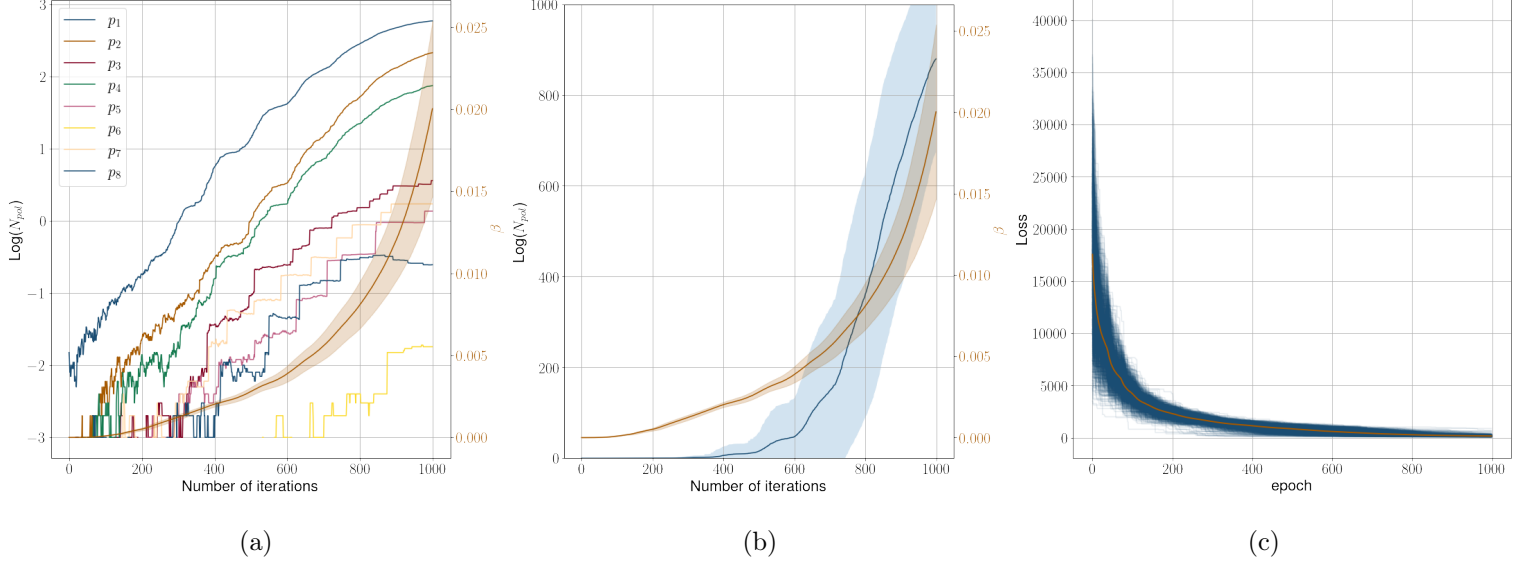 3
2
1
0
−1
−2
−3
Log(N_pol)
p1
p2
p3
p4
p5
p6
p7
p8
0.025
0.020
0.015
0.010
0.005
0.000
β
0 200 400 600 800 1000
Number of iterations
(a)
1000
800
600
400
200
0
Log(N_pol)
0.025
0.020
0.015
0.010
0.005
0.000
β
0 200 400 600 800 1000
Number of iterations
(b)
40000
35000
30000
25000
20000
15000
10000
5000
0
Loss
0 200 400 600 800 1000
epoch
(c)